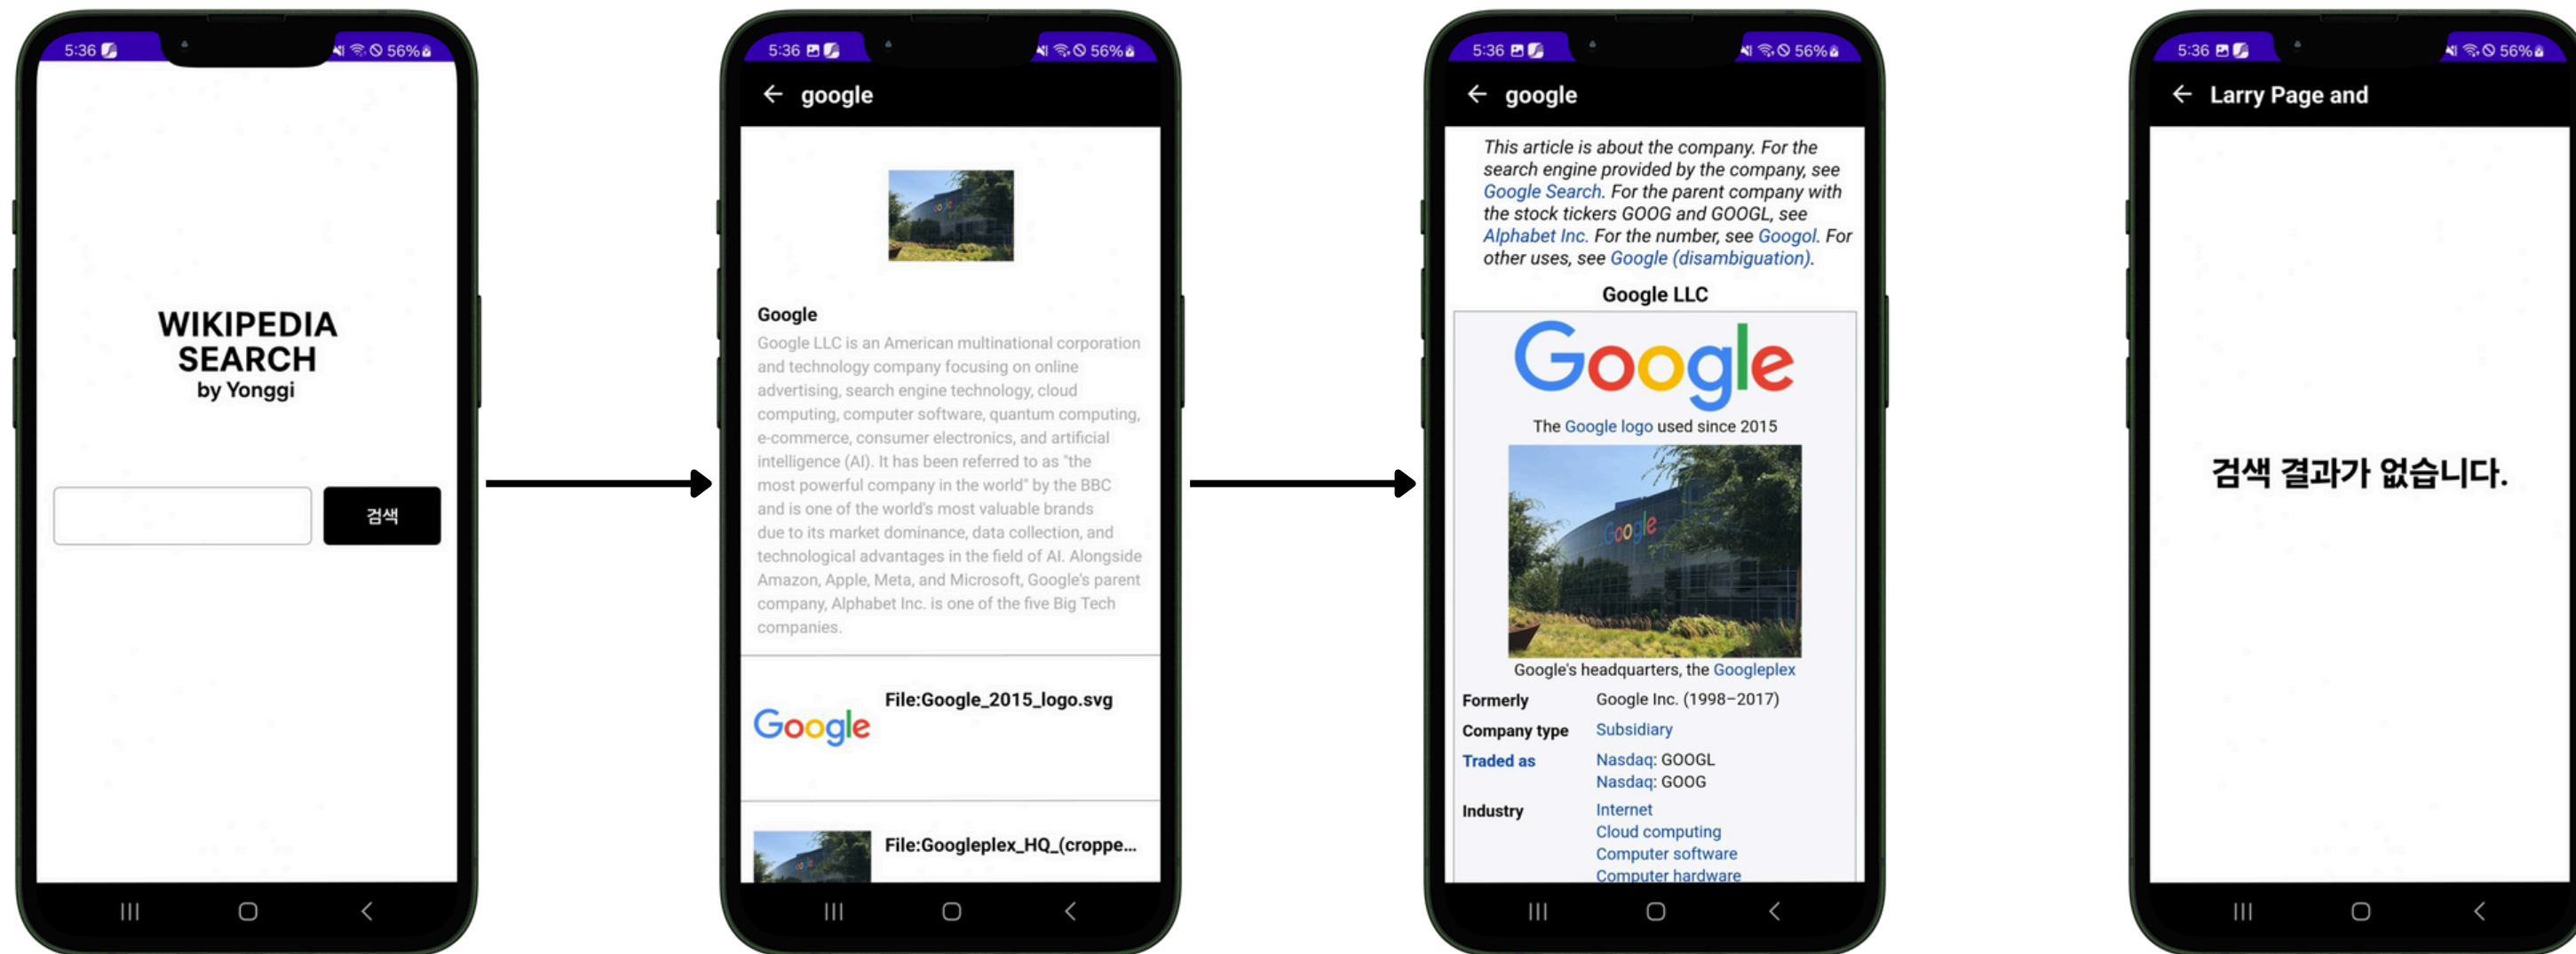 5:36
56%
WIKIPEDIA
SEARCH
by Yonggi
검색
5:36
56%
google
Google
Google LLC is an American multinational corporation
and technology company focusing on online
advertising, search engine technology, cloud
computing, computer software, quantum computing,
e-commerce, consumer electronics, and artificial
intelligence (AI). It has been referred to as "the
most powerful company in the world" by the BBC
and is one of the world's most valuable brands
due to its market dominance, data collection, and
technological advantages in the field of AI. Alongside
Amazon, Apple, Meta, and Microsoft, Google's parent
company, Alphabet Inc. is one of the five Big Tech
companies.
Google
File:Google_2015_logo.svg
File:Googleplex_HQ_(croppe...
5:36
56%
google
This article is about the company. For the
search engine provided by the company, see
Google Search. For the parent company with
the stock tickers GOOG and GOOGL, see
Alphabet Inc. For the number, see Googol. For
other uses, see Google (disambiguation).
Google LLC
Google
The Google logo used since 2015
Google
Google's headquarters, the Googleplex
Formerly Google Inc. (1998–2017)
Company type Subsidiary
Traded as Nasdaq: GOOGL
Nasdaq: GOOG
Industry Internet
Cloud computing
Computer software
Computer hardware
5:36
56%
Larry Page and
검색 결과가 없습니다.